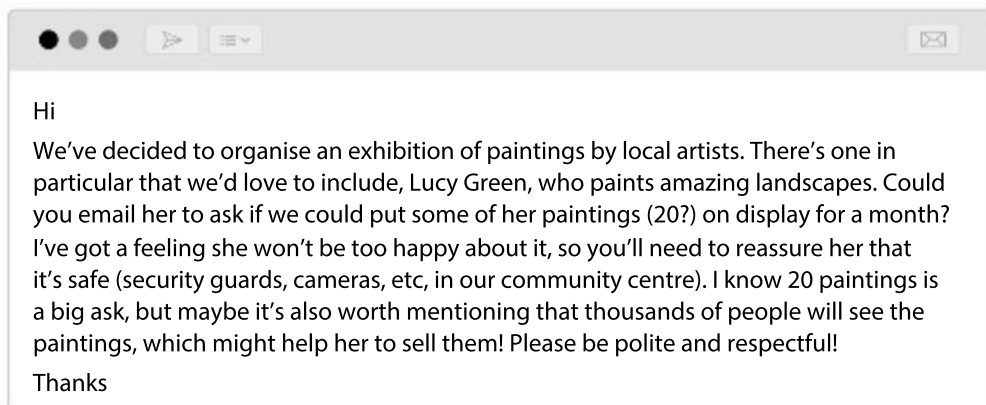 Hi
We’ve decided to organise an exhibition of paintings by local artists. There’s one in
particular that we’d love to include, Lucy Green, who paints amazing landscapes. Could
you email her to ask if we could put some of her paintings (20?) on display for a month?
I’ve got a feeling she won’t be too happy about it, so you’ll need to reassure her that
it’s safe (security guards, cameras, etc, in our community centre). I know 20 paintings is
a big ask, but maybe it’s also worth mentioning that thousands of people will see the
paintings, which might help her to sell them! Please be polite and respectful!
Thanks